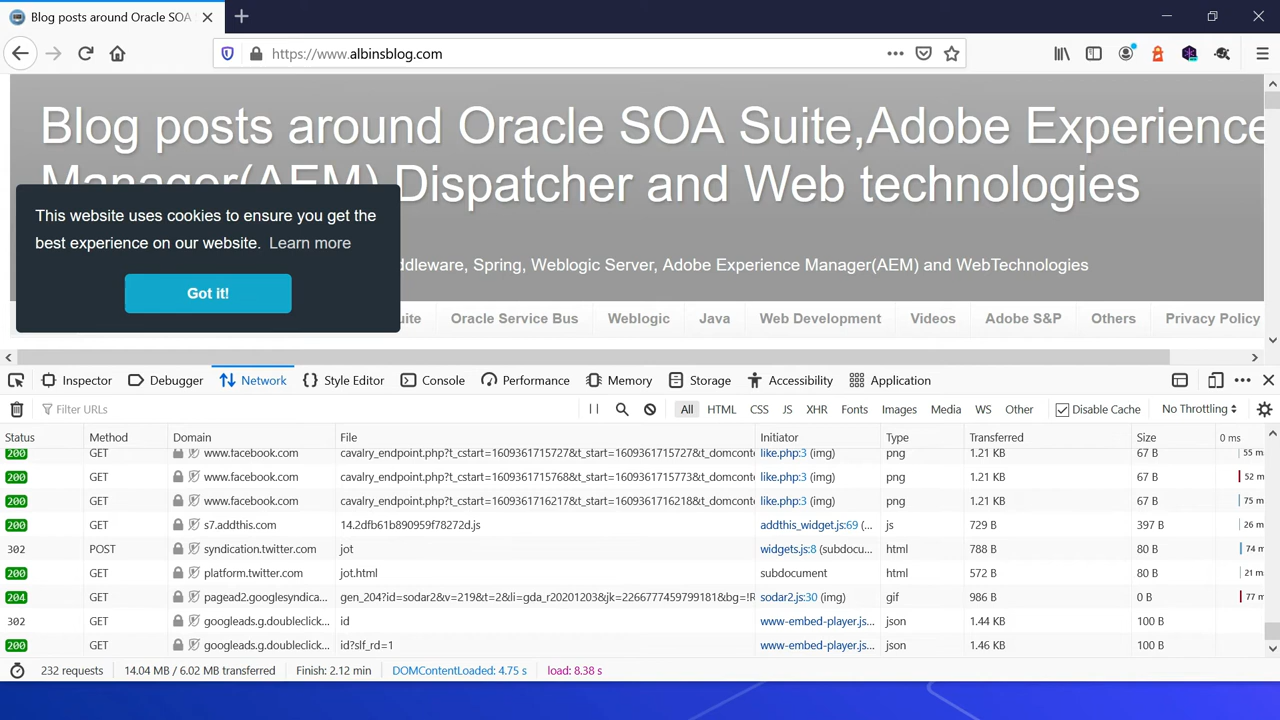 Blog posts around Oracle SOA
https://www.albinsblog.com
Blog posts around Oracle SOA Suite,Adobe Experience
Manager(AEM) Dispatcher and Web technologies
This website uses cookies to ensure you get the
best experience on our website. Learn more
Got it!
ddleware, Spring, Weblogic Server, Adobe Experience Manager(AEM) and WebTechnologies
uite Oracle Service Bus Weblogic Java Web Development Videos Adobe S&P Others Privacy Policy
Inspector Debugger Network Style Editor Console Performance Memory Storage Accessibility Application
Filter URLs All HTML CSS JS XHR Fonts Images Media WS Other Disable Cache No Throttling
Status Method Domain File Initiator Type Transferred Size 0 ms
200 GET www.facebook.com cavalry_endpoint.php?t_cstart=1609361715727&t_start=1609361715727&t_domconte like.php:3 (img) png 1.21 KB 67 B 55 m
200 GET www.facebook.com cavalry_endpoint.php?t_cstart=1609361715768&t_start=1609361715773&t_domconte like.php:3 (img) png 1.21 KB 67 B 52 m
200 GET www.facebook.com cavalry_endpoint.php?t_cstart=1609361716217&t_start=1609361716218&t_domconte like.php:3 (img) png 1.21 KB 67 B 75 m
200 GET s7.addthis.com 14.2dfb61b890959f78272d.js addthis_widget.js:69 (... js 729 B 397 B 26 m
302 POST syndication.twitter.com jot widgets.js:8 (subdocu... html 788 B 80 B 74 m
200 GET platform.twitter.com jot.html subdocument html 572 B 80 B 21 m
204 GET pagead2.googlesyndica... gen_204?id=sodar2&v=219&t=2&li=gda_r20201203&jk=2266777459799181&bg=!R sodar2.js:30 (img) gif 986 B 0 B 77 m
302 GET googleads.g.doubleclick... id www-embed-player.js... json 1.44 KB 100 B
200 GET googleads.g.doubleclick... id?slf_rd=1 www-embed-player.js... json 1.46 KB 100 B
232 requests 14.04 MB / 6.02 MB transferred Finish: 2.12 min DOMContentLoaded: 4.75 s load: 8.38 s